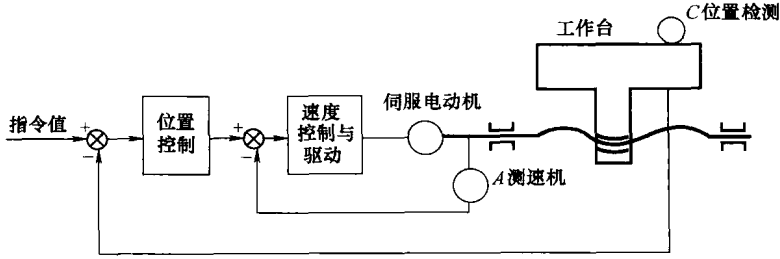 C位置检测
工作台
伺服电动机
指令值
+
−
位置
控制
+
−
速度
控制与
驱动
A测速机